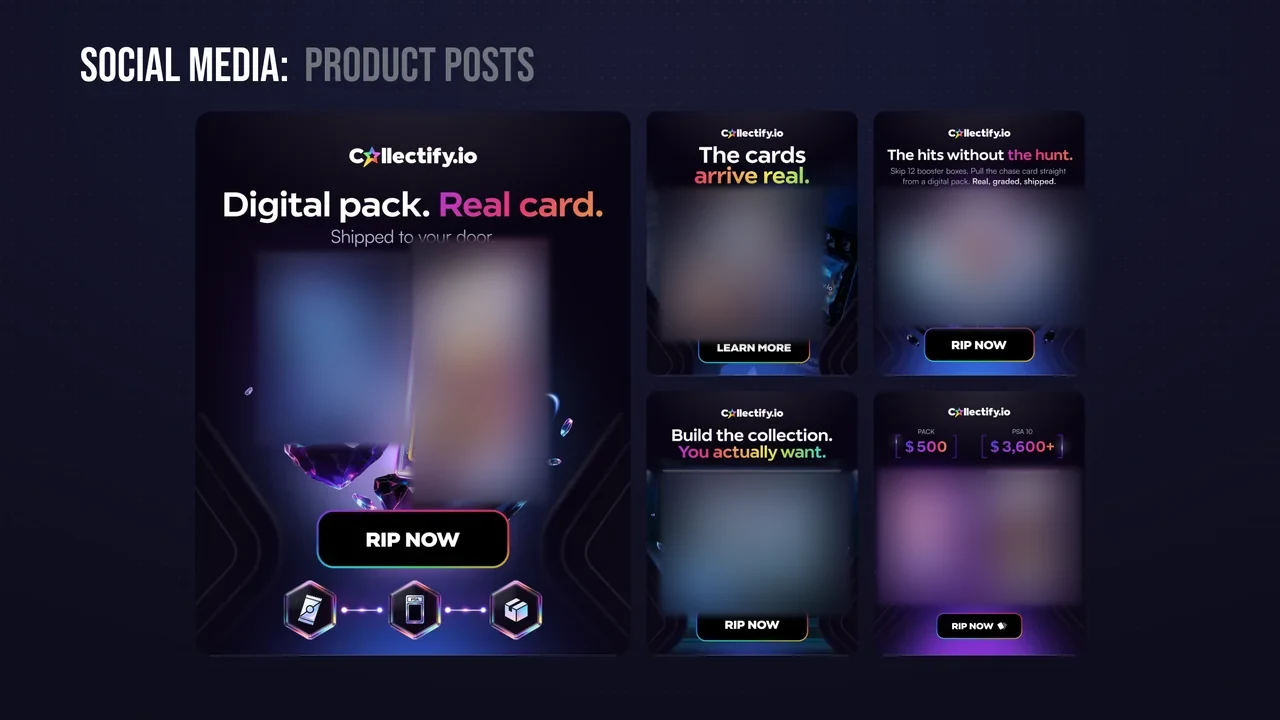 SOCIAL MEDIA: PRODUCT POSTS
Collectify.io
Digital pack. Real card.
Shipped to your door.
RIP NOW
Collectify.io
The cards
arrive real.
LEARN MORE
Collectify.io
The hits without the hunt.
Skip 12 booster boxes. Pull the chase card straight
from a digital pack. Real, graded, shipped.
RIP NOW
Collectify.io
Build the collection.
You actually want.
RIP NOW
Collectify.io
PACK
$500
PSA 10
$3,600+
RIP NOW